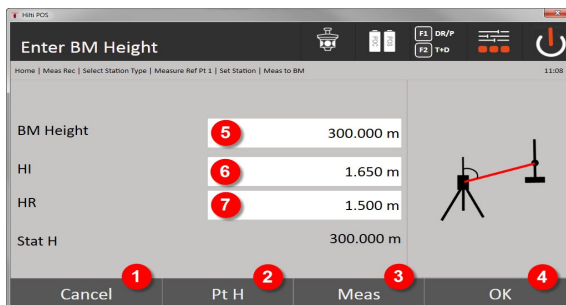 Hilti POS
Enter BM Height
PDC
POS
F1 DR/P
F2 T+D
Home | Meas Rec | Select Station Type | Measure Ref Pt 1 | Set Station | Meas to BM
11:08
BM Height
5
300.000 m
HI
6
1.650 m
HR
7
1.500 m
Stat H
300.000 m
1
2
3
4
Cancel
Pt H
Meas
OK